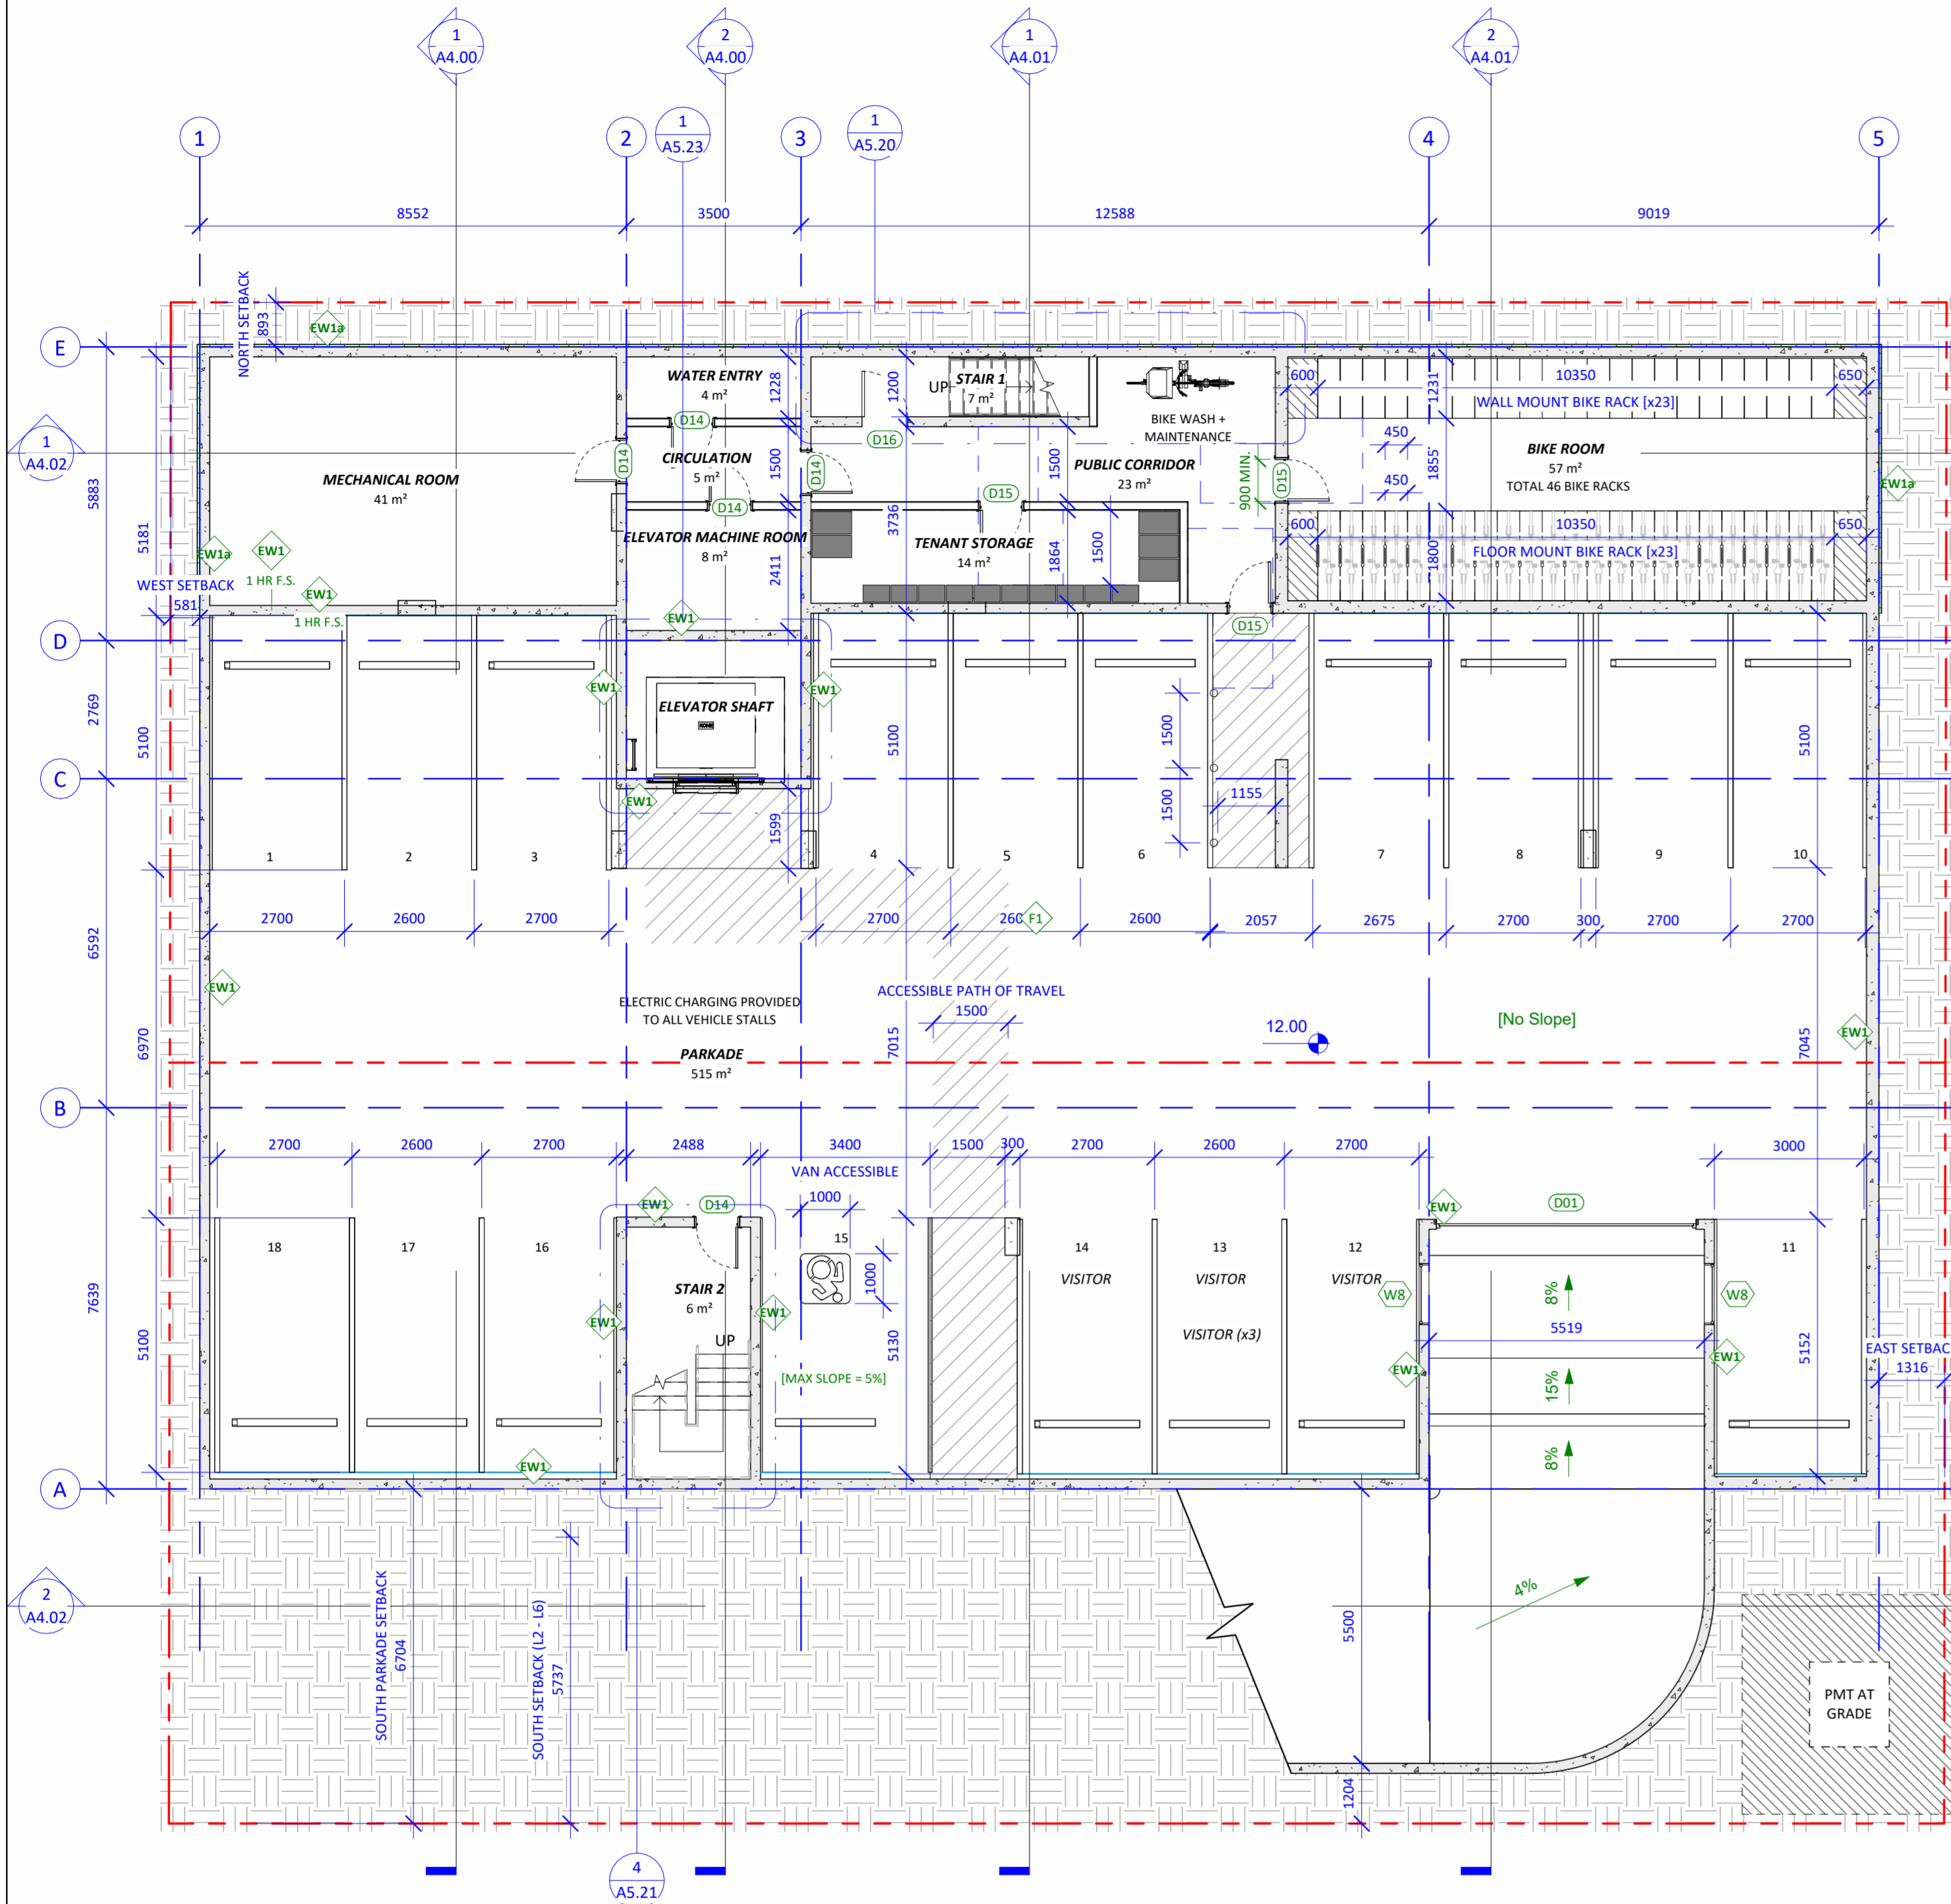 1
A4.00
2
A4.00
1
A4.01
2
A4.01
1
2
1
A5.23
3
1
A5.20
4
5
8552
3500
12588
9019
NORTH SETBACK
893
EW1a
E
WATER ENTRY
4 m²
1228
1200
UP
STAIR 1
7 m²
600
1231
10350
650
WALL MOUNT BIKE RACK [x23]
D14
BIKE WASH +
MAINTENANCE
D16
450
1
A4.02
D14
CIRCULATION
5 m²
1500
D14
1500
PUBLIC CORRIDOR
23 m²
900 MIN.
D15
1855
BIKE ROOM
57 m²
TOTAL 46 BIKE RACKS
450
EW1a
MECHANICAL ROOM
41 m²
5883
5181
D14
D15
3736
ELEVATOR MACHINE ROOM
8 m²
2411
TENANT STORAGE
14 m²
1864
1500
600
10350
650
1800
FLOOR MOUNT BIKE RACK [x23]
EW1a
EW1
1 HR F.S.
WEST SETBACK
581
EW1
1 HR F.S.
EW1
D15
D
EW1
EW1
2769
5100
ELEVATOR SHAFT
KONE
5100
1500
5100
C
EW1
1599
1500
1155
1
2
3
4
5
6
7
8
9
10
2700
2600
2700
2700
260
F1
2600
2057
2675
2700
300
2700
2700
6592
EW1
ELECTRIC CHARGING PROVIDED
TO ALL VEHICLE STALLS
ACCESSIBLE PATH OF TRAVEL
1500
12.00
[No Slope]
EW1
6970
7015
7045
PARKADE
515 m²
B
2700
2600
2700
2488
3400
1500
300
2700
2600
2700
3000
VAN ACCESSIBLE
1000
EW1
D14
EW1
D01
18
17
16
15
14
13
12
11
VISITOR
VISITOR
VISITOR
1000
STAIR 2
6 m²
W8
8%
W8
7639
EW1
EW1
UP
VISITOR (x3)
5519
5100
5130
5152
[MAX SLOPE = 5%]
EW1
15%
EW1
EAST SETBAC
1316
EW1
8%
A
2
A4.02
SOUTH PARKADE SETBACK
6704
SOUTH SETBACK (L2 - L6)
5737
4%
5500
PMT AT
GRADE
1204
4
A5.21